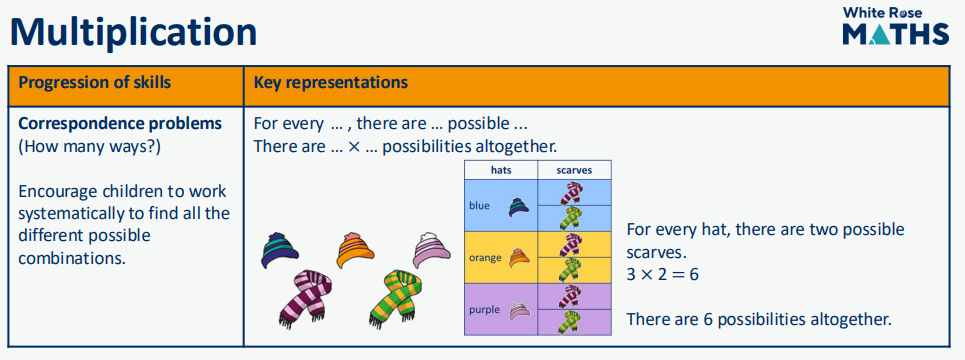 Multiplication
White Rose
MATHS
Progression of skills
Key representations
Correspondence problems
(How many ways?)
Encourage children to work
systematically to find all the
different possible
combinations.
For every … , there are … possible …
There are … × … possibilities altogether.
hats
scarves
blue
orange
purple
For every hat, there are two possible
scarves.
3 × 2 = 6
There are 6 possibilities altogether.